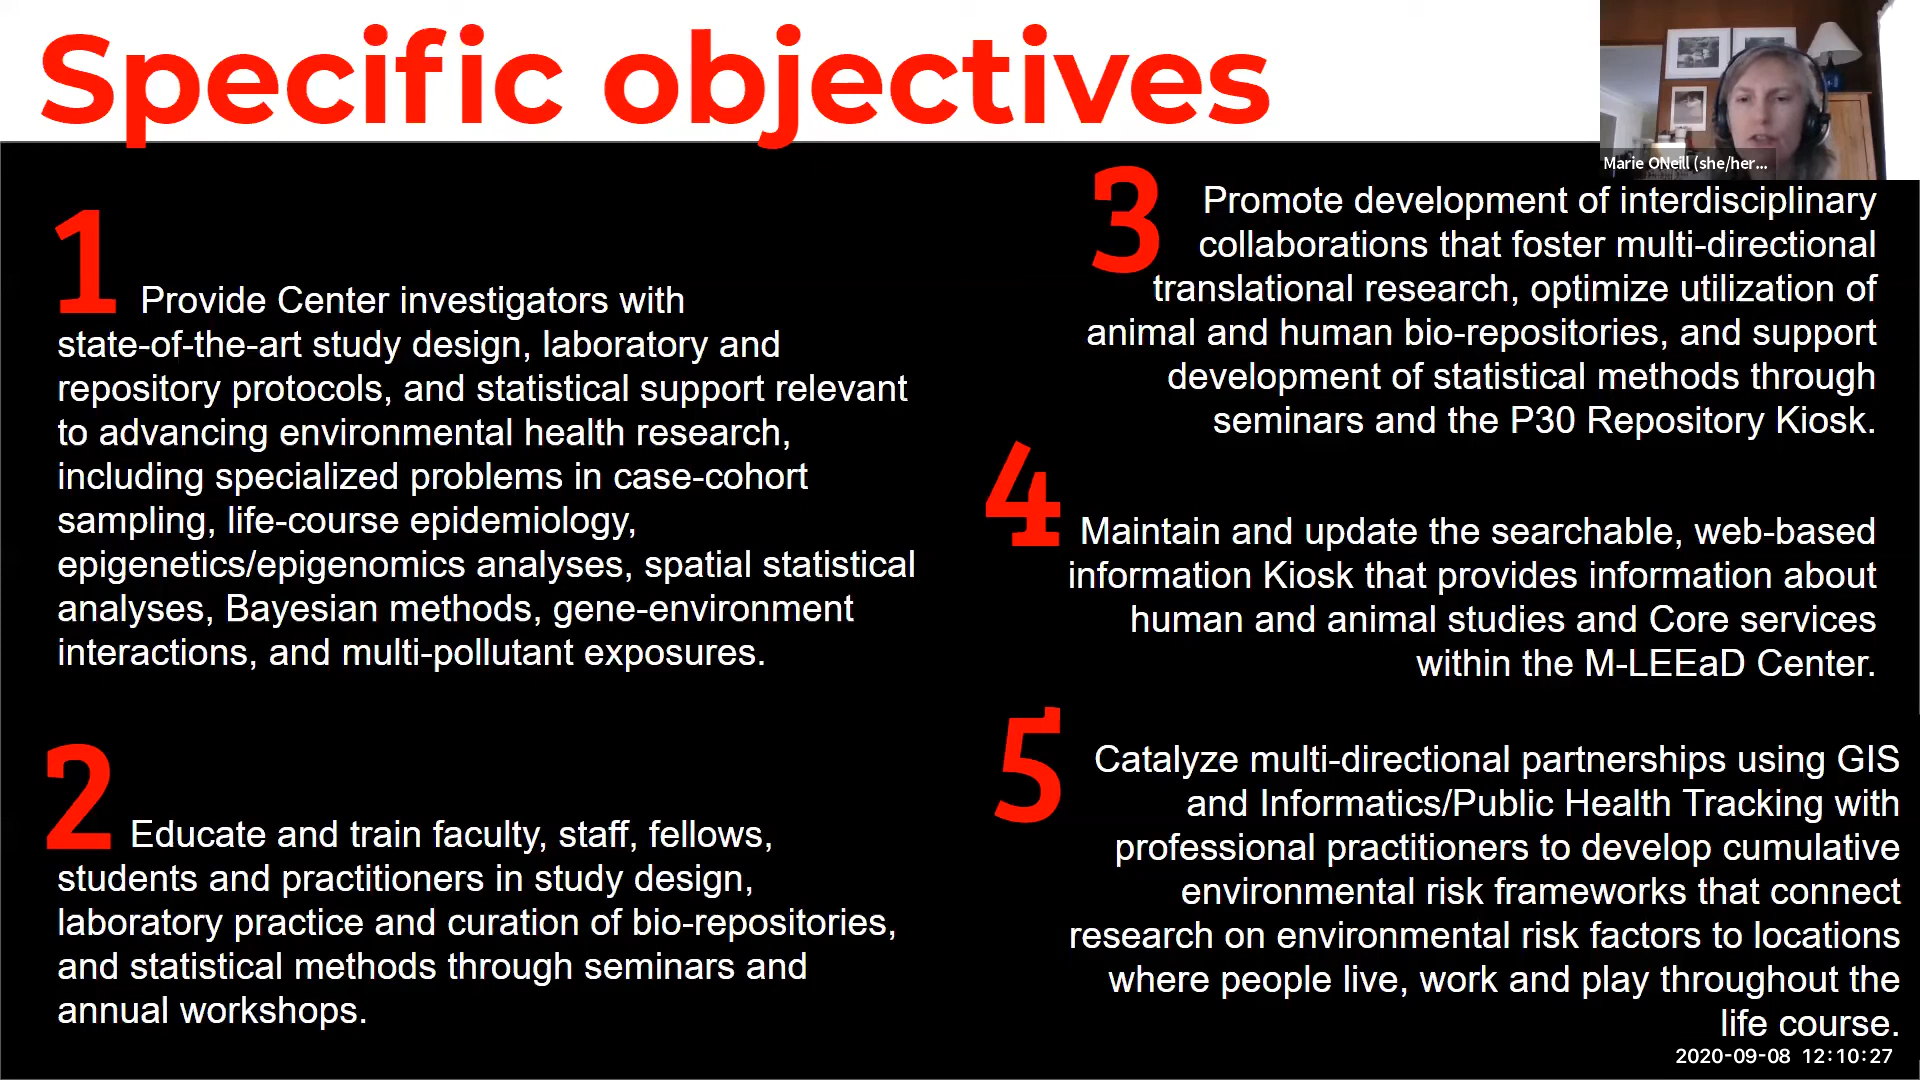 Specific objectives
Marie ONeill (she/her...
1
Provide Center investigators with
state-of-the-art study design, laboratory and
repository protocols, and statistical support relevant
to advancing environmental health research,
including specialized problems in case-cohort
sampling, life-course epidemiology,
epigenetics/epigenomics analyses, spatial statistical
analyses, Bayesian methods, gene-environment
interactions, and multi-pollutant exposures.
2
Educate and train faculty, staff, fellows,
students and practitioners in study design,
laboratory practice and curation of bio-repositories,
and statistical methods through seminars and
annual workshops.
3
Promote development of interdisciplinary
collaborations that foster multi-directional
translational research, optimize utilization of
animal and human bio-repositories, and support
development of statistical methods through
seminars and the P30 Repository Kiosk.
4
Maintain and update the searchable, web-based
information Kiosk that provides information about
human and animal studies and Core services
within the M-LEEaD Center.
5
Catalyze multi-directional partnerships using GIS
and Informatics/Public Health Tracking with
professional practitioners to develop cumulative
environmental risk frameworks that connect
research on environmental risk factors to locations
where people live, work and play throughout the
life course.
2020-09-08 12:10:27